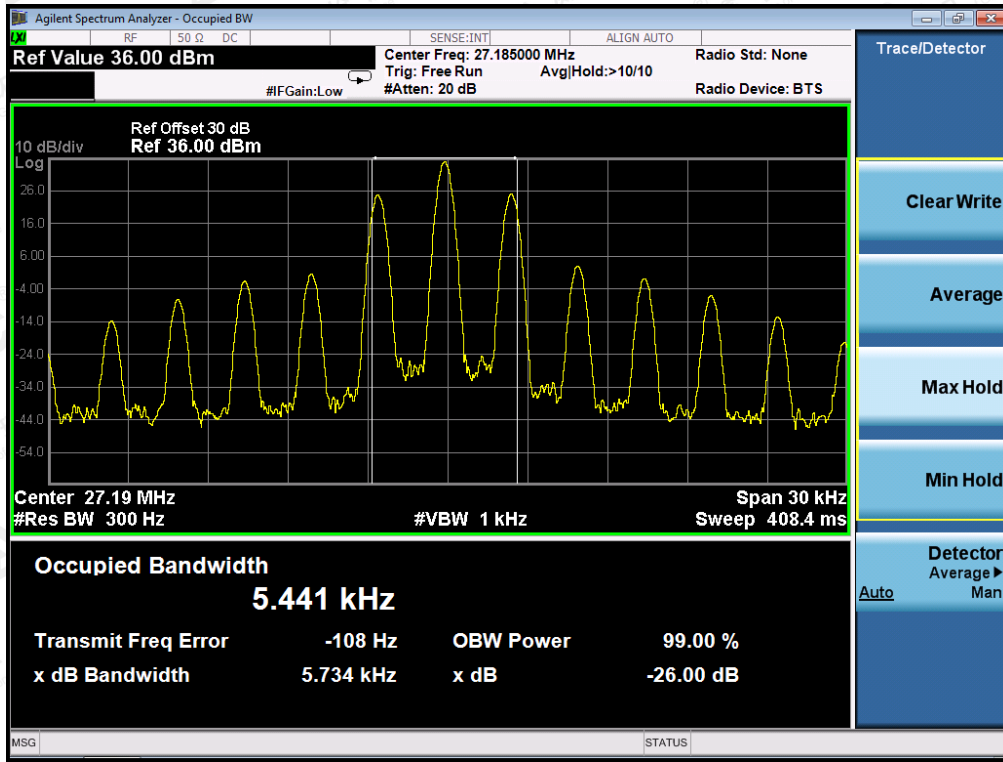 Agilent Spectrum Analyzer - Occupied BW
LXI RF 50 Ω DC SENSE:INT ALIGN AUTO
Ref Value 36.00 dBm
Center Freq: 27.185000 MHz Radio Std: None
Trig: Free Run Avg|Hold:>10/10
#IFGain:Low #Atten: 20 dB Radio Device: BTS
Ref Offset 30 dB
10 dB/div Ref 36.00 dBm
Log
26.0
16.0
6.00
-4.00
-14.0
-24.0
-34.0
-44.0
-54.0
Center 27.19 MHz Span 30 kHz
#Res BW 300 Hz #VBW 1 kHz Sweep 408.4 ms
Occupied Bandwidth
5.441 kHz
Transmit Freq Error -108 Hz OBW Power 99.00 %
x dB Bandwidth 5.734 kHz x dB -26.00 dB
MSG STATUS
Trace/Detector
Clear Write
Average
Max Hold
Min Hold
Detector
Average
Auto Man